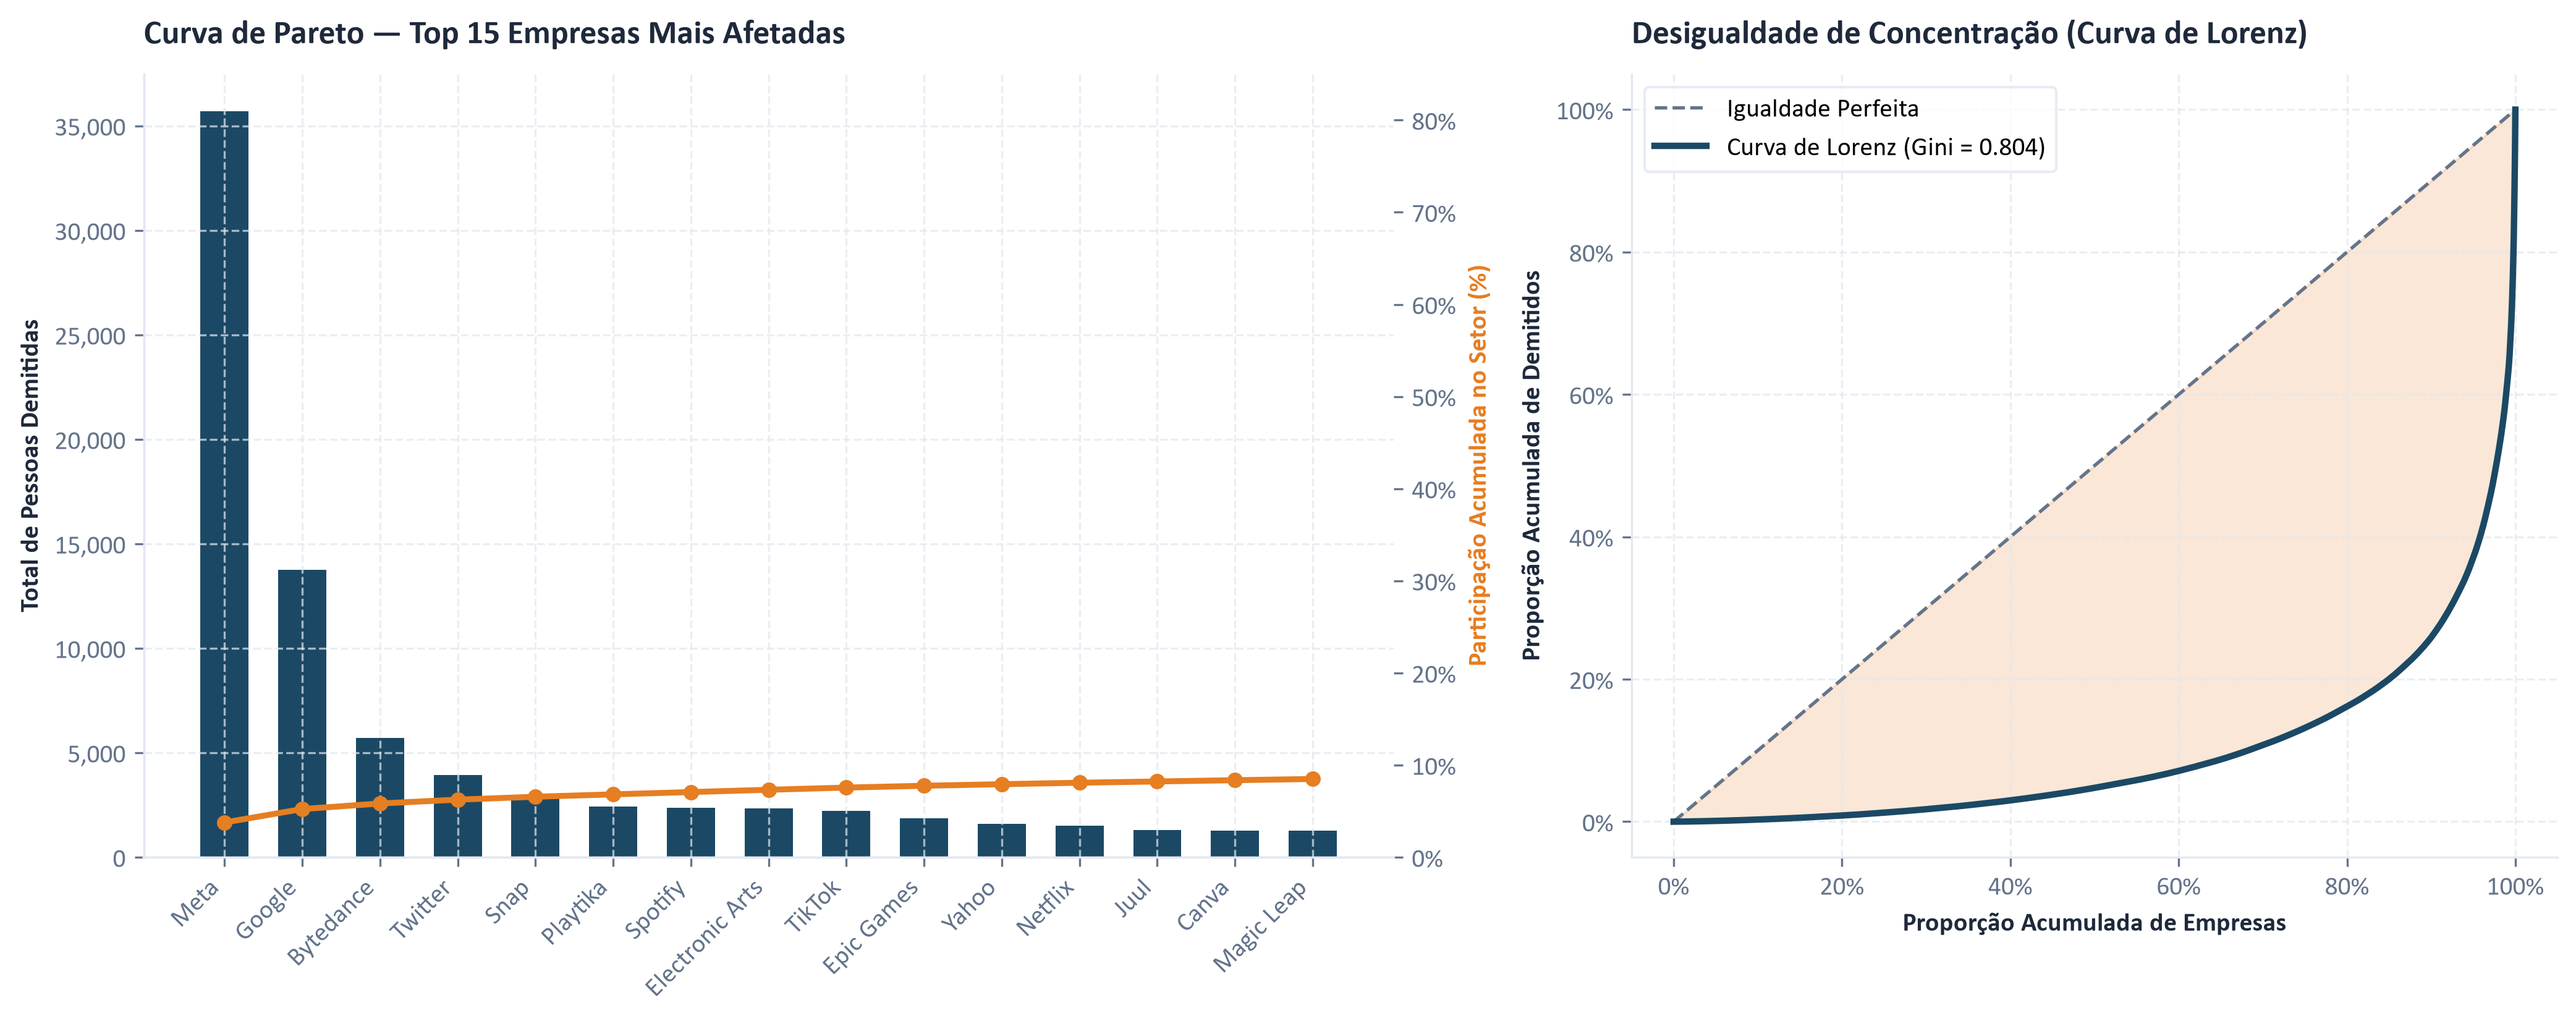 Curva de Pareto — Top 15 Empresas Mais Afetadas
Total de Pessoas Demitidas
35,000
30,000
25,000
20,000
15,000
10,000
5,000
0
80%
70%
60%
50%
40%
30%
20%
10%
0%
Participação Acumulada no Setor (%)
Meta
Google
Bytedance
Twitter
Snap
Playtika
Spotify
Electronic Arts
TikTok
Epic Games
Yahoo
Netflix
Juul
Canva
Magic Leap
Desigualdade de Concentração (Curva de Lorenz)
Igualdade Perfeita
Curva de Lorenz (Gini = 0.804)
Proporção Acumulada de Demitidos
100%
80%
60%
40%
20%
0%
0%
20%
40%
60%
80%
100%
Proporção Acumulada de Empresas